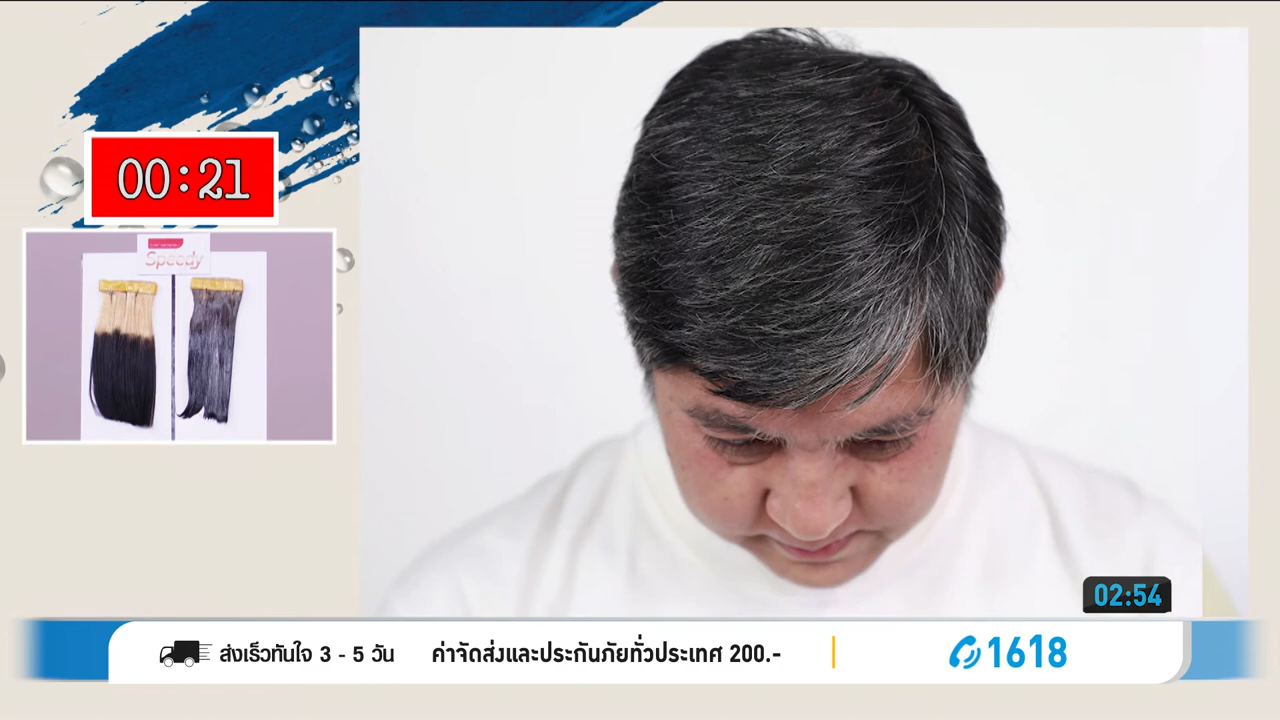 00:21
Speedy
02:54
ส่งเร็วทันใจ 3 - 5 วัน
ค่าจัดส่งและประกันภัยทั่วประเทศ 200.-
1618